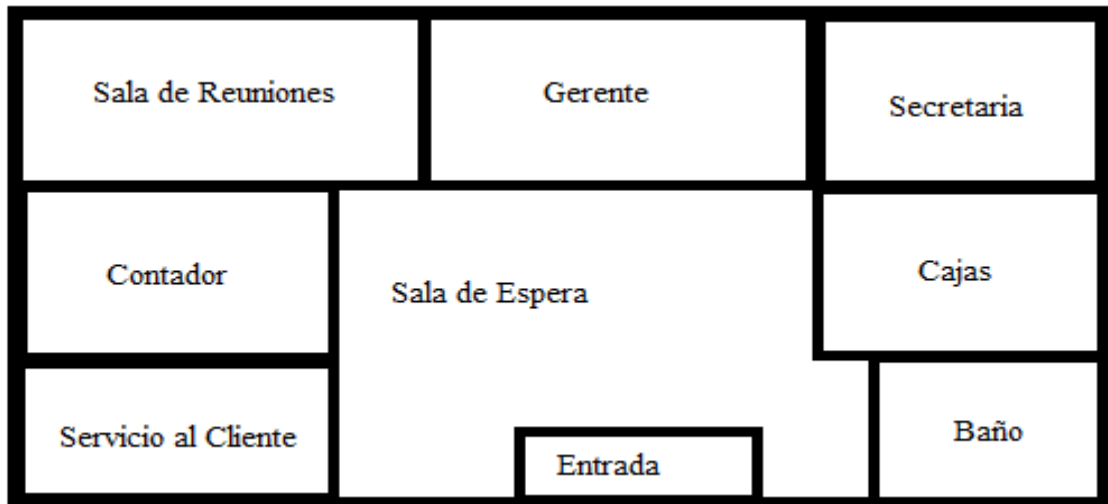 Sala de Reuniones
Gerente
Secretaria
Contador
Sala de Espera
Cajas
Servicio al Cliente
Entrada
Baño